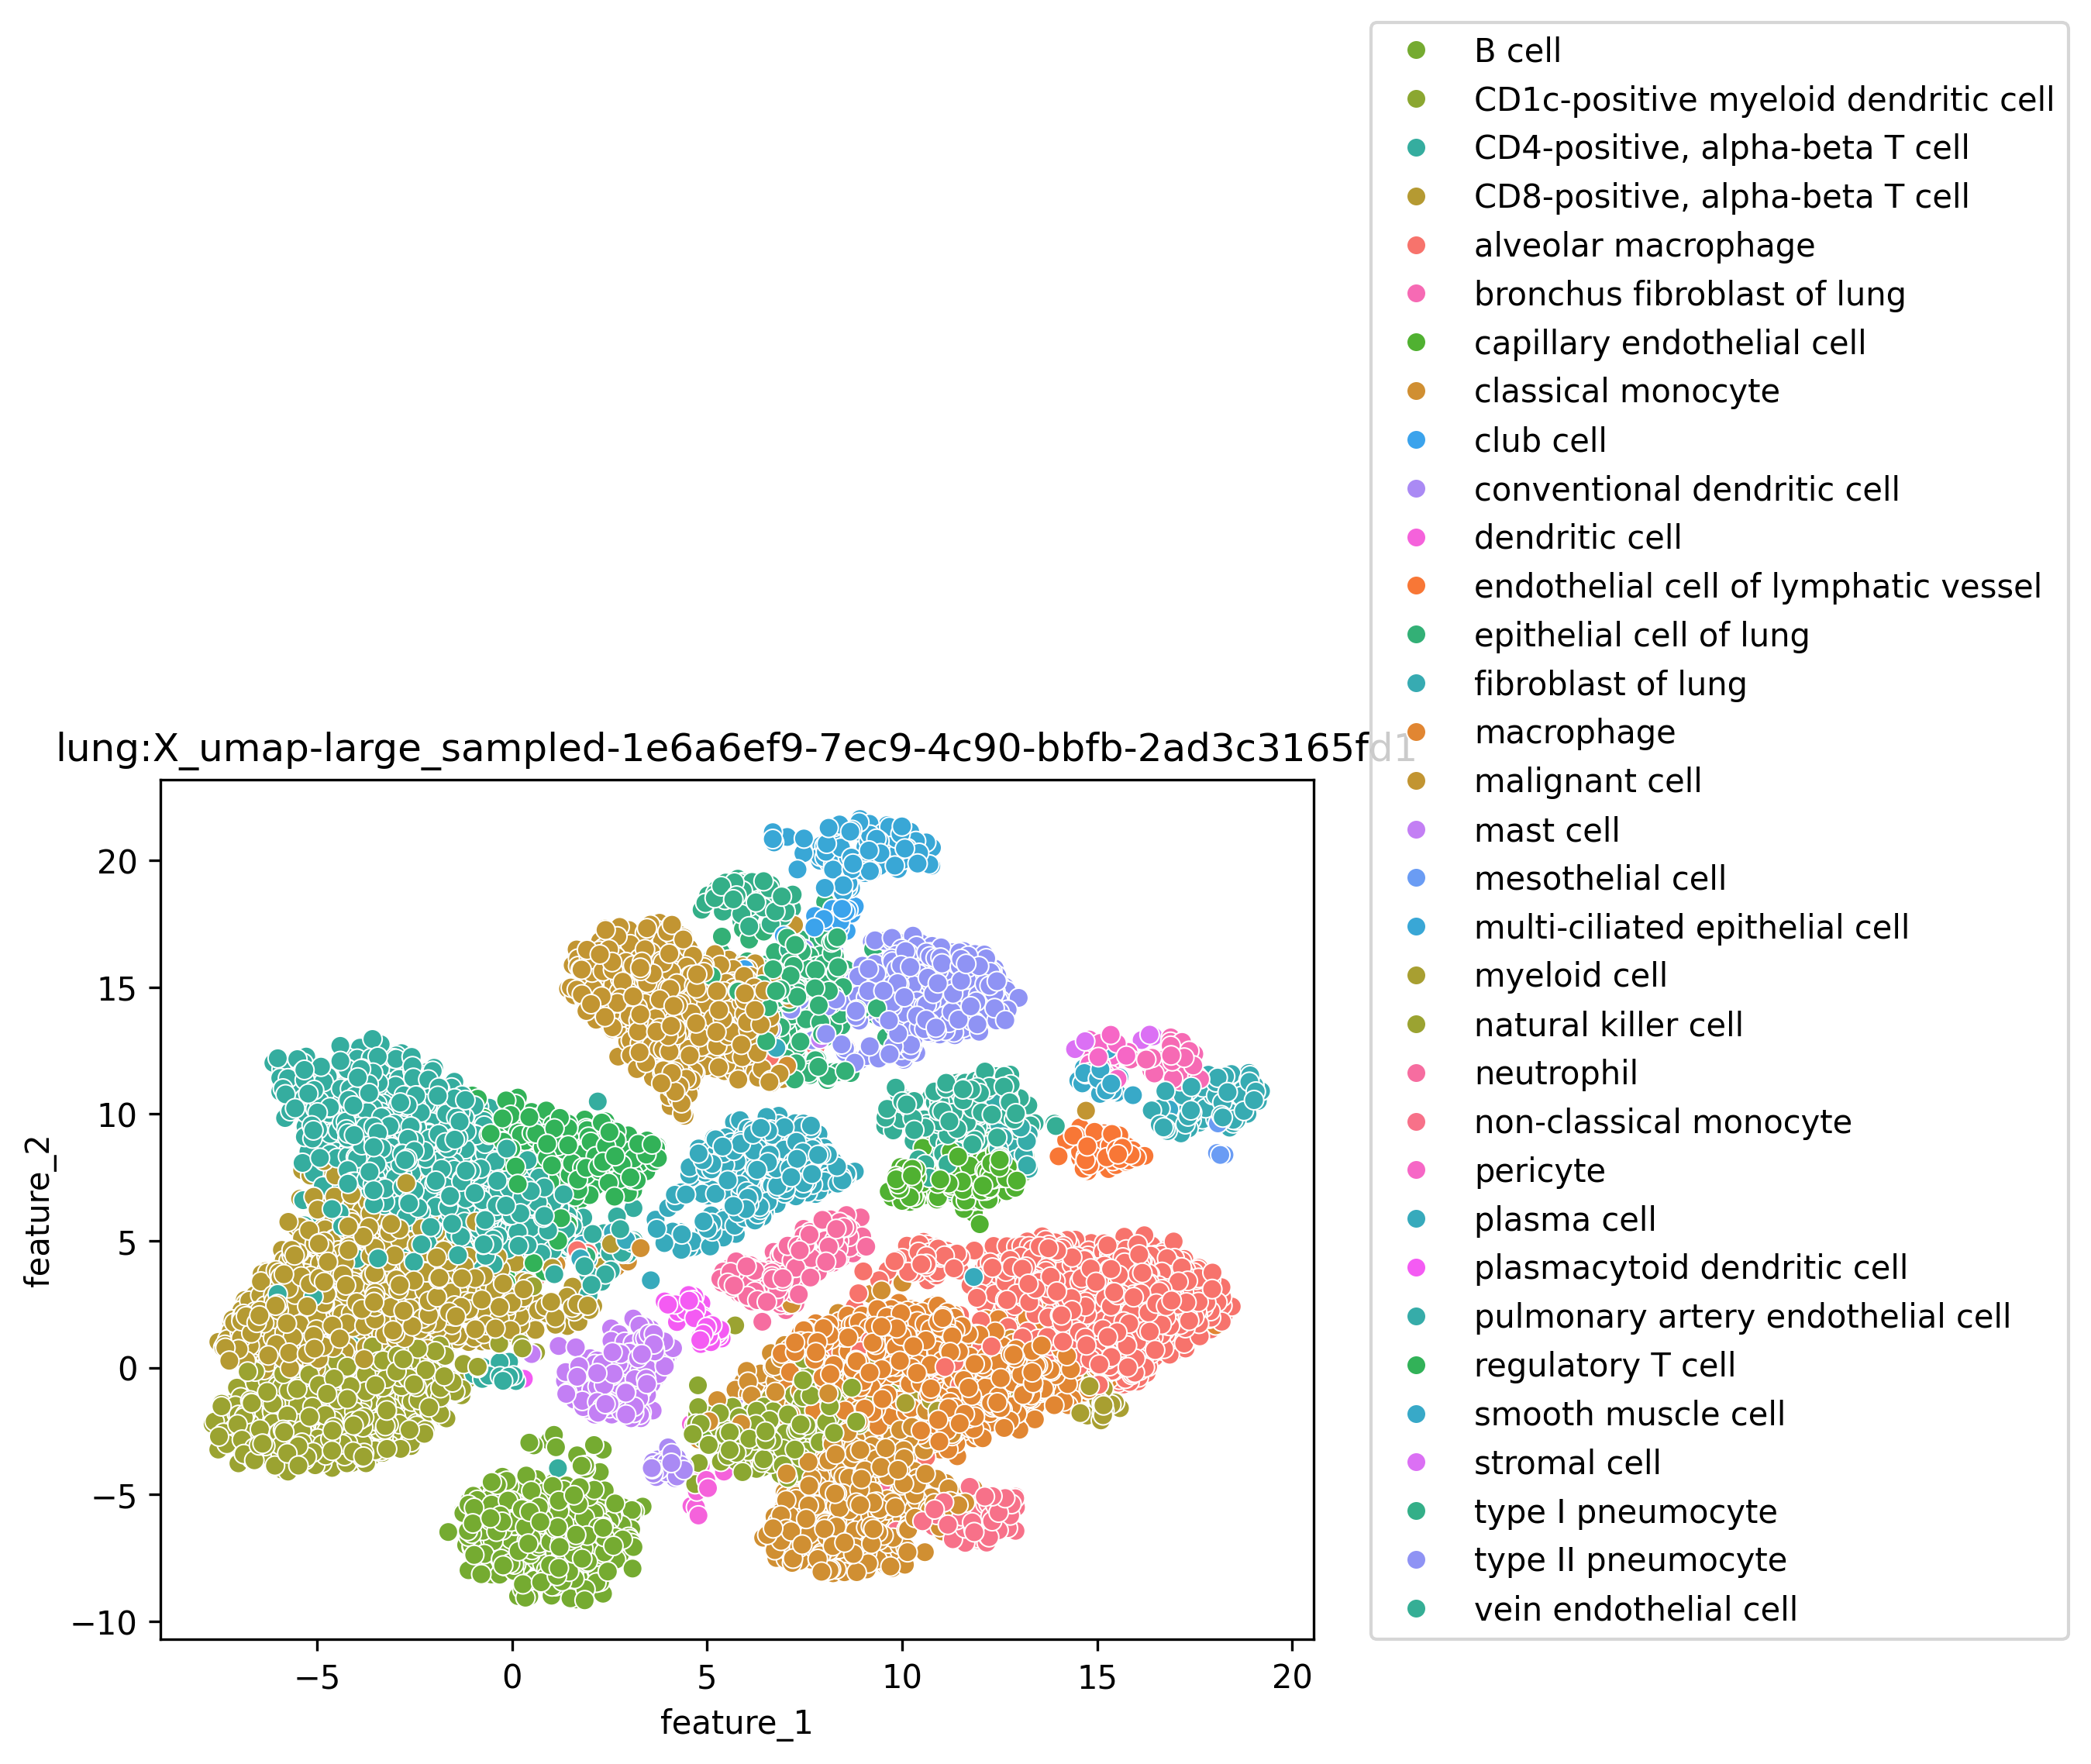 B cell
CD1c-positive myeloid dendritic cell
CD4-positive, alpha-beta T cell
CD8-positive, alpha-beta T cell
alveolar macrophage
bronchus fibroblast of lung
capillary endothelial cell
classical monocyte
club cell
conventional dendritic cell
dendritic cell
endothelial cell of lymphatic vessel
epithelial cell of lung
fibroblast of lung
macrophage
malignant cell
mast cell
mesothelial cell
multi-ciliated epithelial cell
myeloid cell
natural killer cell
neutrophil
non-classical monocyte
pericyte
plasma cell
plasmacytoid dendritic cell
pulmonary artery endothelial cell
regulatory T cell
smooth muscle cell
stromal cell
type I pneumocyte
type II pneumocyte
vein endothelial cell
lung:X_umap-large_sampled-1e6a6ef9-7ec9-4c90-bbfb-2ad3c3165fd1
20
15
10
5
0
−5
−10
feature_2
−5
0
5
10
15
20
feature_1